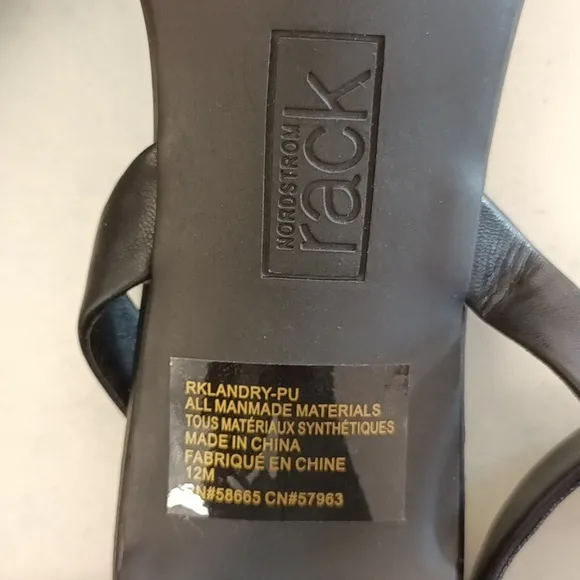 NORDSTROM
rack
RKLANDRY-PU
ALL MANMADE MATERIALS
TOUS MATÉRIAUX SYNTHÉTIQUES
MADE IN CHINA
FABRIQUÉ EN CHINE
12M
RN#58665 CN#57963